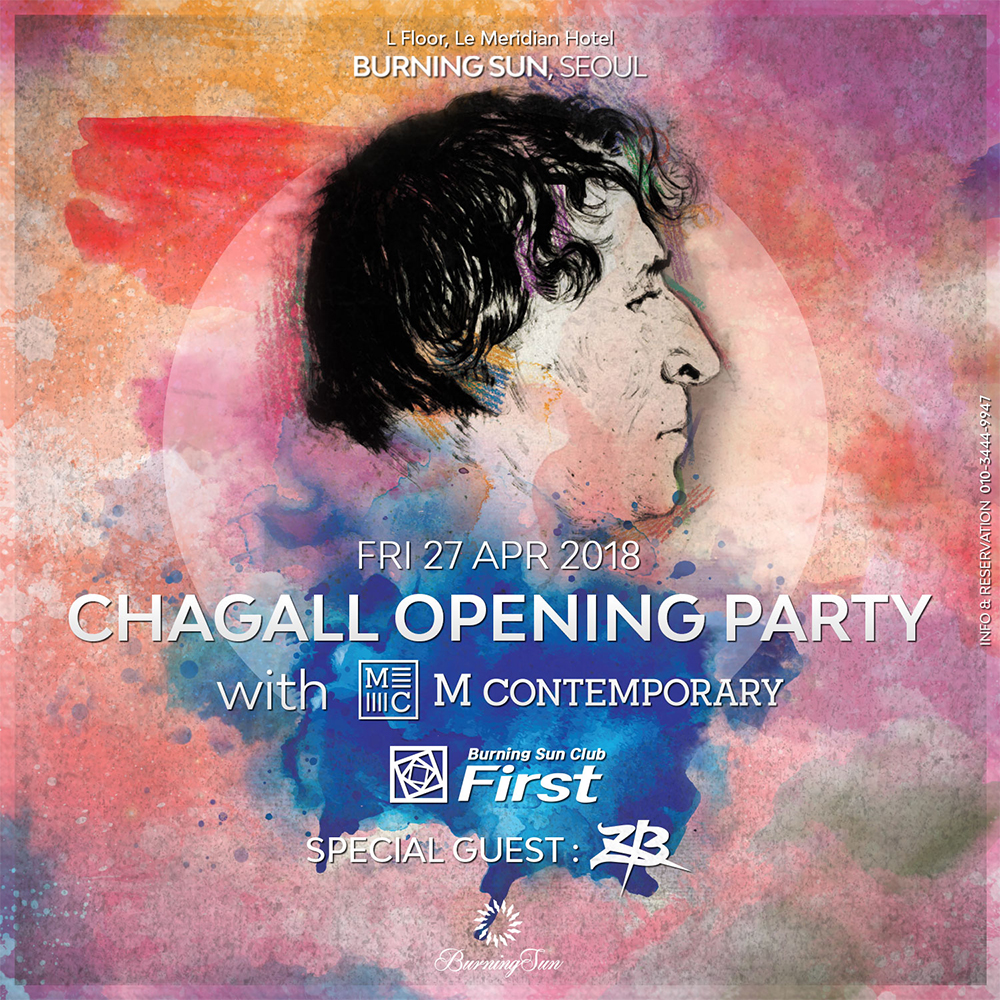 L Floor, Le Meridian Hotel
BURNING SUN, SEOUL
FRI 27 APR 2018
CHAGALL OPENING PARTY
with M C M CONTEMPORARY
Burning Sun Club
First
SPECIAL GUEST : ZB
BurningSun
INFO & RESERVATION 010-3444-9947